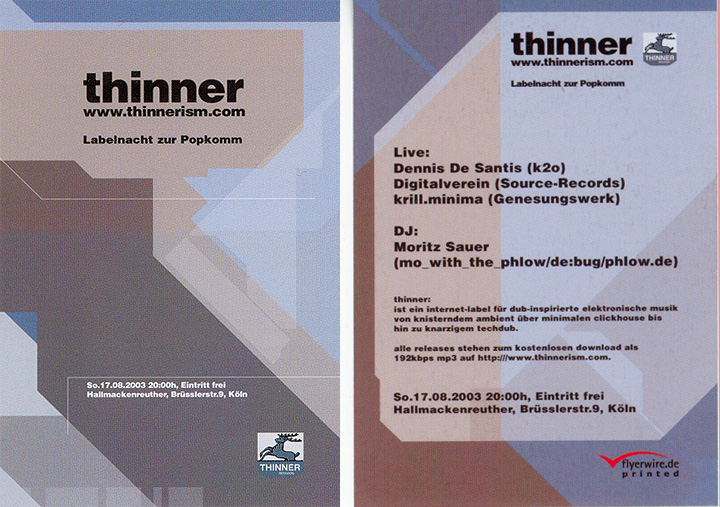 thinner
www.thinnerism.com
Labelnacht zur Popkomm
So.17.08.2003 20:00h, Eintritt frei
Hallmackenreuther, Brüsslerstr.9, Köln
THINNER
thinner
www.thinnerism.com
THINNER
Labelnacht zur Popkomm
Live:
Dennis De Santis (k2o)
Digitalverein (Source-Records)
krill.minima (Genesungswerk)
DJ:
Moritz Sauer
(mo_with_the_phlow/de:bug/phlow.de)
thinner:
ist ein internet-label für dub-inspirierte elektronische musik
von knisterndem ambient über minimalen clickhouse bis
hin zu knarzigem techdub.
alle releases stehen zum kostenlosen download als
192kbps mp3 auf http:///www.thinnerism.com.
So.17.08.2003 20:00h, Eintritt frei
Hallmackenreuther, Brüsslerstr.9, Köln
flyerwire.de
printed